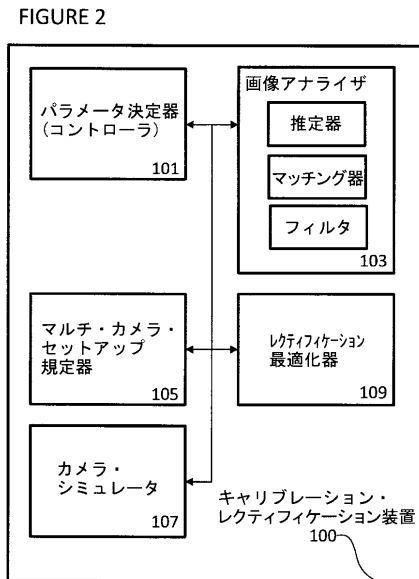 FIGURE 2
パラメータ決定器
(コントローラ)
101
画像アナライザ
推定器
マッチング器
フィルタ
103
マルチ・カメラ・
セットアップ
規定器
105
レクティフィケーション
最適化器
109
カメラ・
シミュレータ
107
キャリブレーション・
レクティフィケーション装置
100